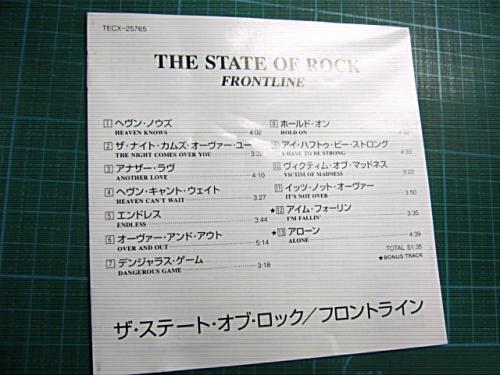 TECX-25765
THE STATE OF ROCK
FRONTLINE
1 ヘヴン・ノウズ
HEAVEN KNOWS 4:02
2 ザ・ナイト・カムズ・オーヴァー・ユー
THE NIGHT COMES OVER YOU
3 アナザー・ラヴ
ANOTHER LOVE 4:10
4 ヘヴン・キャント・ウェイト
HEAVEN CAN'T WAIT 3:27
5 エンドレス
ENDLESS 3:44
6 オーヴァー・アンド・アウト
OVER AND OUT 5:14
7 デンジャラス・ゲーム
DANGEROUS GAME 3:18
8 ホールド・オン
HOLD ON
9 アイ・ハフトゥ・ビー・ストロング
I HAVE TO BE STRONG 4:33
10 ヴィクティム・オブ・マッドネス
VICTIM OF MADNESS 3:22
11 イッツ・ノット・オーヴァー
IT'S NOT OVER 3:50
★12 アイム・フォーリン
I'M FALLIN' 3:35
★13 アローン
ALONE 4:39
TOTAL 51:35
★BONUS TRACK
ザ・ステート・オブ・ロック/フロントライン